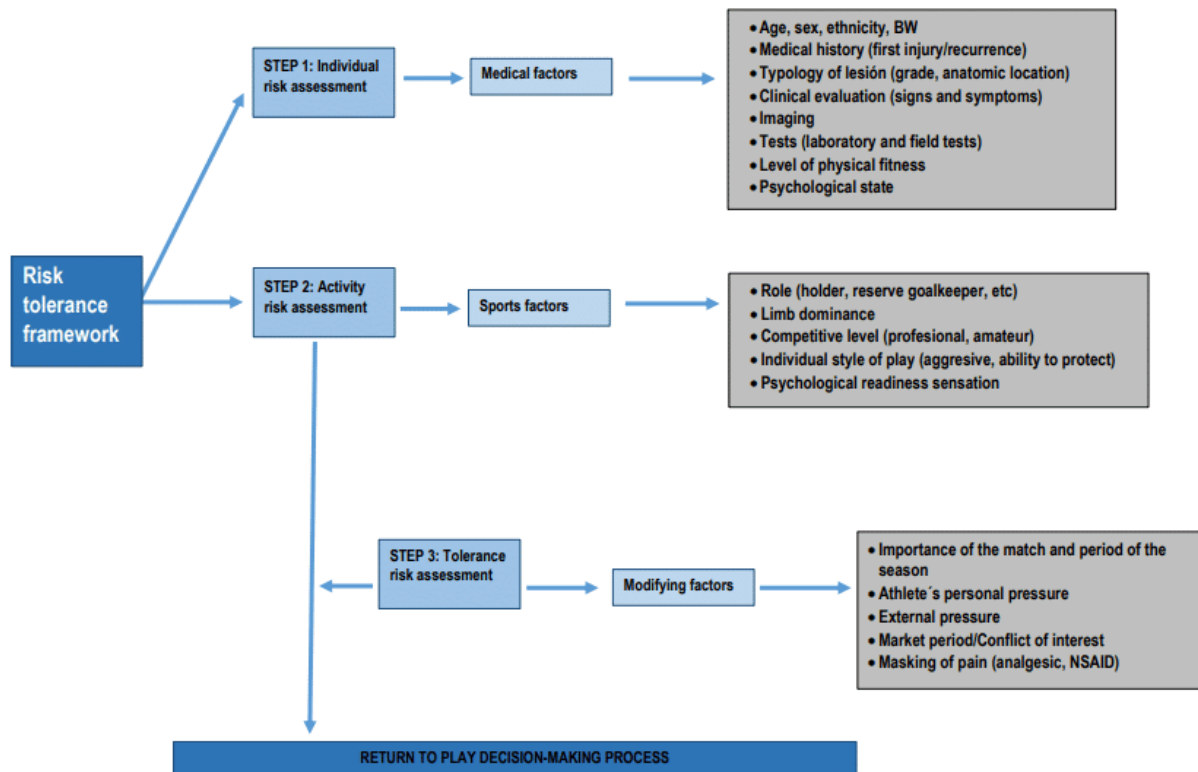 STEP 1: Individual
risk assessment
Medical factors
• Age, sex, ethnicity, BW
• Medical history (first injury/recurrence)
• Typology of lesión (grade, anatomic location)
• Clinical evaluation (signs and symptoms)
• Imaging
• Tests (laboratory and field tests)
• Level of physical fitness
• Psychological state
Risk
tolerance
framework
STEP 2: Activity
risk assessment
Sports factors
• Role (holder, reserve goalkeeper, etc)
• Limb dominance
• Competitive level (profesional, amateur)
• Individual style of play (aggresive, ability to protect)
• Psychological readiness sensation
STEP 3: Tolerance
risk assessment
Modifying factors
• Importance of the match and period of the
season
• Athlete´s personal pressure
• External pressure
• Market period/Conflict of interest
• Masking of pain (analgesic, NSAID)
RETURN TO PLAY DECISION-MAKING PROCESS